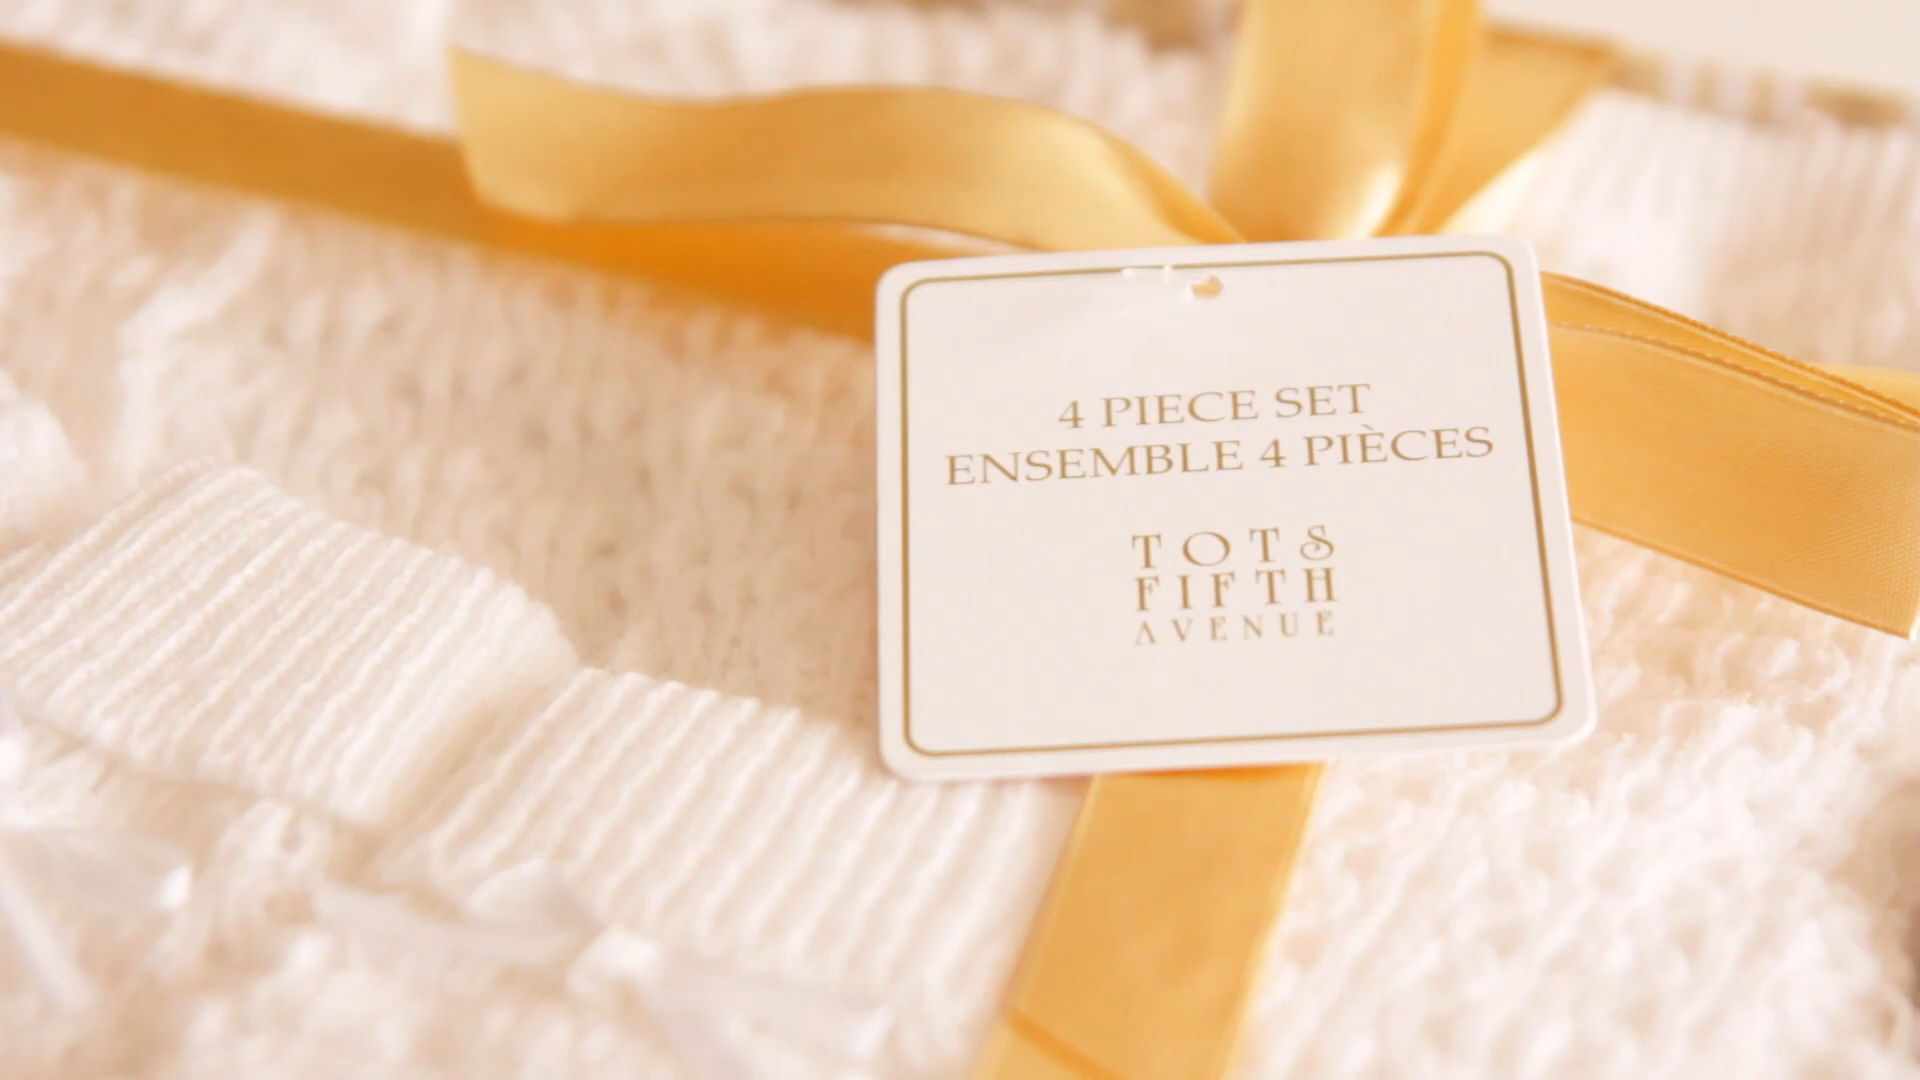 4 PIECE SET
ENSEMBLE 4 PIÈCES
TOTS
FIFTH
AVENUE